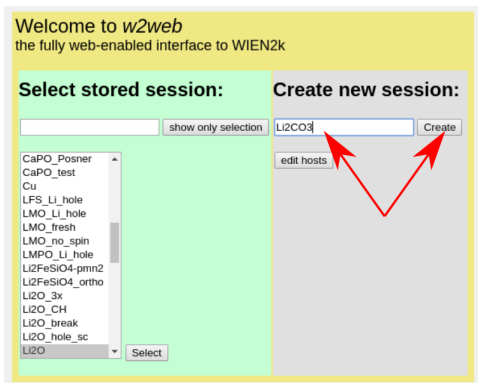 Welcome to w2web
the fully web-enabled interface to WIEN2k
Select stored session:
show only selection
CaPO_Posner
CaPO_test
Cu
LFS_Li_hole
LMO_Li_hole
LMO_fresh
LMO_no_spin
LMPO_Li_hole
Li2FeSiO4-pmn2
Li2FeSiO4_ortho
Li2O_3x
Li2O_CH
Li2O_break
Li2O_hole_sc
Li2O
Select
Create new session:
Li2CO3
Create
edit hosts